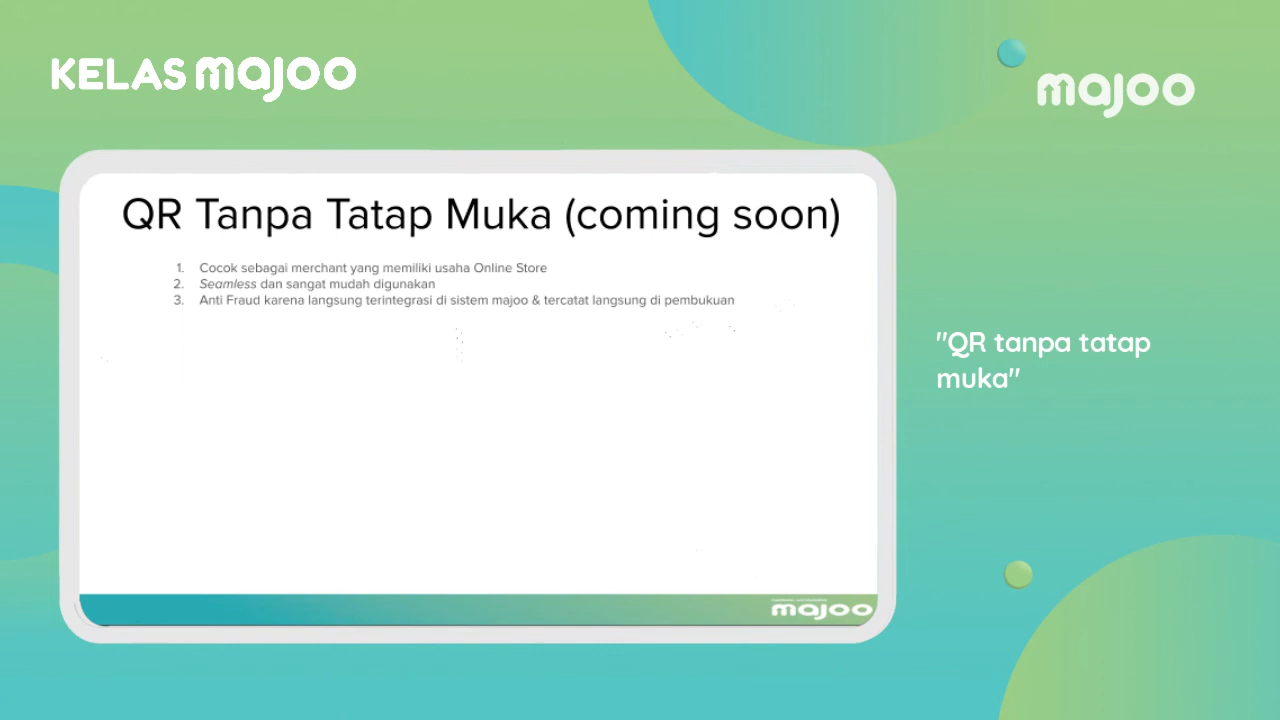 KELAS majoo
majoo
QR Tanpa Tatap Muka (coming soon)
1. Cocok sebagai merchant yang memiliki usaha Online Store
2. Seamless dan sangat mudah digunakan
3. Anti Fraud karena langsung terintegrasi di sistem majoo & tercatat langsung di pembukuan
"QR tanpa tatap
muka"
majoo